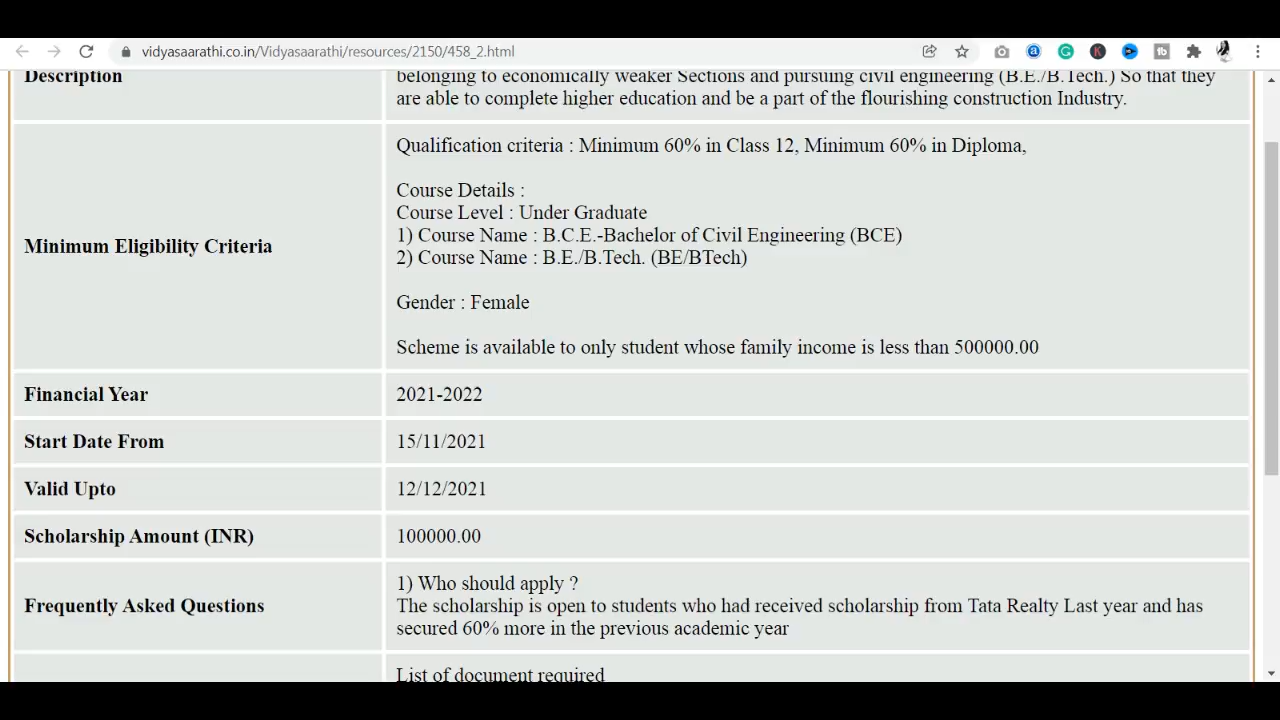 vidyasaarathi.co.in/Vidyasaarathi/resources/2150/458_2.html
Description
belonging to economically weaker Sections and pursuing civil engineering (B.E./B.Tech.) So that they
are able to complete higher education and be a part of the flourishing construction Industry.
Minimum Eligibility Criteria
Qualification criteria : Minimum 60% in Class 12, Minimum 60% in Diploma,
Course Details :
Course Level : Under Graduate
1) Course Name : B.C.E.-Bachelor of Civil Engineering (BCE)
2) Course Name : B.E./B.Tech. (BE/BTech)
Gender : Female
Scheme is available to only student whose family income is less than 500000.00
Financial Year
2021-2022
Start Date From
15/11/2021
Valid Upto
12/12/2021
Scholarship Amount (INR)
100000.00
Frequently Asked Questions
1) Who should apply ?
The scholarship is open to students who had received scholarship from Tata Realty Last year and has
secured 60% more in the previous academic year
List of document required